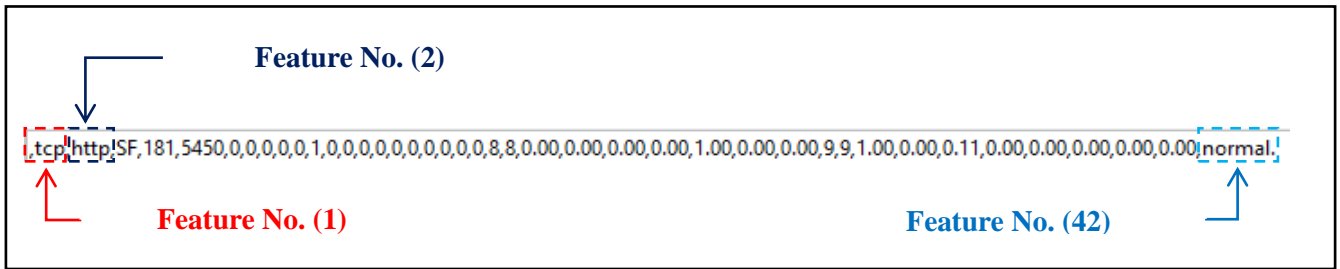 Feature No. (2)
,tcp,http,SF,181,5450,0,0,0,0,0,1,0,0,0,0,0,0,0,0,0,0,8,8,0.00,0.00,0.00,0.00,1.00,0.00,0.00,9,9,1.00,0.00,0.11,0.00,0.00,0.00,0.00,0.00,normal.
Feature No. (1)
Feature No. (42)